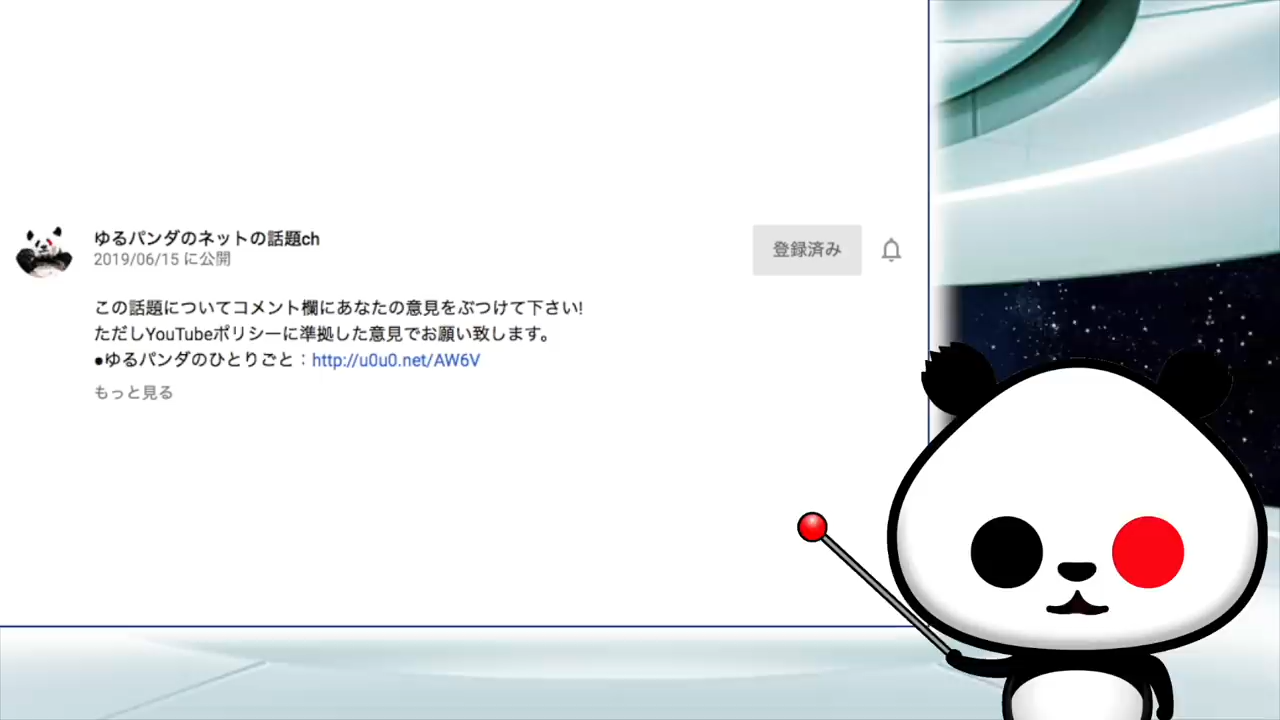 ゆるパンダのネットの話題ch
2019/06/15 に公開
登録済み
この話題についてコメント欄にあなたの意見をぶつけて下さい!
ただしYouTubeポリシーに準拠した意見でお願い致します。
●ゆるパンダのひとりごと：http://u0u0.net/AW6V
もっと見る